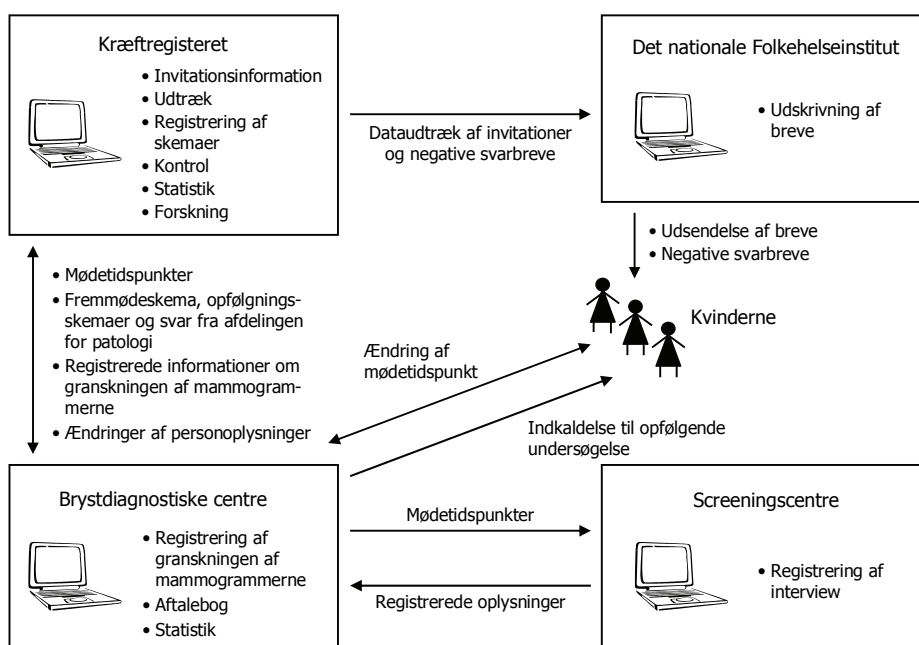 Kræftregisteret
• Invitationsinformation
• Udtræk
• Registrering af
skemaer
• Kontrol
• Statistik
• Forskning
Dataudtræk af invitationer
og negative svarbreve
Det nationale Folkehelseinstitut
• Udskrivning af
breve
• Udsendelse af breve
• Negative svarbreve
Kvinderne
• Mødetidspunkter
• Fremmødeskema, opfølgnings-
skemaer og svar fra afdelingen
for patologi
• Registrerede informationer om
granskningen af mammogram-
merne
• Ændringer af personoplysninger
Ændring af
mødetidspunkt
Indkaldelse til opfølgende
undersøgelse
Brystdiagnostiske centre
• Registrering af
granskningen af
mammogrammerne
• Aftalebog
• Statistik
Mødetidspunkter
Registrerede oplysninger
Screeningscentre
• Registrering af
interview